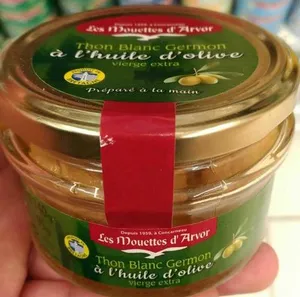 Depuis 1959, à Concarneau
Les Mouettes d'Arvor
Thon Blanc Germon
à l'huile d'olive
vierge extra
Préparé à la main
Depuis 1959, à Concarneau
Les Mouettes d'Arvor
Thon Blanc Germon
à l'huile d'olive
vierge extra